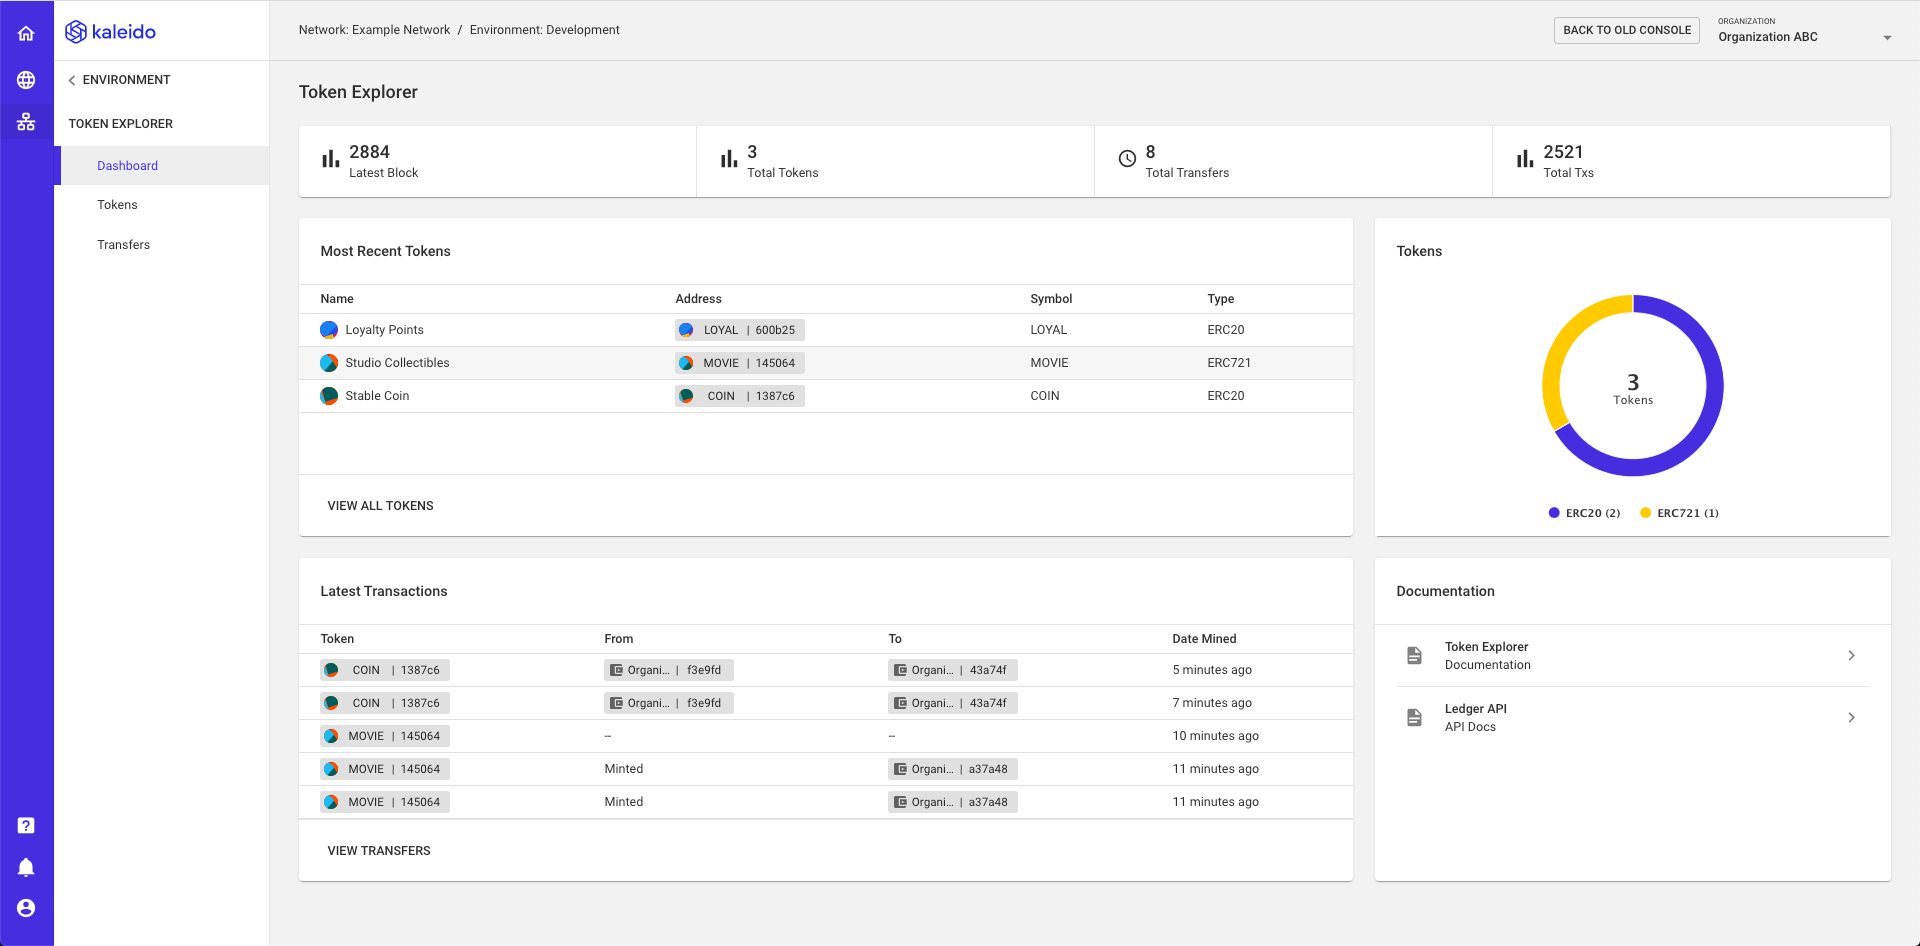 kaleido
Network: Example Network / Environment: Development
BACK TO OLD CONSOLE
ORGANIZATION
Organization ABC
ENVIRONMENT
TOKEN EXPLORER
Dashboard
Tokens
Transfers
Token Explorer
2884
Latest Block
3
Total Tokens
8
Total Transfers
2521
Total Txs
Most Recent Tokens
Name Address Symbol Type
Loyalty Points LOYAL | 600b25 LOYAL ERC20
Studio Collectibles MOVIE | 145064 MOVIE ERC721
Stable Coin COIN | 1387c6 COIN ERC20
VIEW ALL TOKENS
Tokens
3
Tokens
ERC20 (2) ERC721 (1)
Latest Transactions
Token From To Date Mined
COIN | 1387c6 Organi... | f3e9fd Organi... | 43a74f 5 minutes ago
COIN | 1387c6 Organi... | f3e9fd Organi... | 43a74f 7 minutes ago
MOVIE | 145064 -- -- 10 minutes ago
MOVIE | 145064 Minted Organi... | a37a48 11 minutes ago
MOVIE | 145064 Minted Organi... | a37a48 11 minutes ago
VIEW TRANSFERS
Documentation
Token Explorer
Documentation
Ledger API
API Docs
?